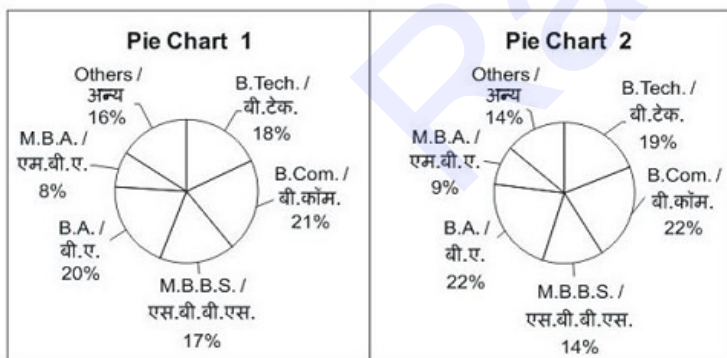 Pie Chart 1
Others /
अन्य
16%
B.Tech. /
बी.टेक.
18%
M.B.A. /
एम.बी.ए.
8%
B.Com. /
बी.कॉम.
21%
B.A. /
बी.ए.
20%
M.B.B.S. /
एस.बी.बी.एस.
17%
Pie Chart 2
Others /
अन्य
14%
B.Tech. /
बी.टेक.
19%
M.B.A. /
एम.बी.ए.
9%
B.Com. /
बी.कॉम.
22%
B.A. /
बी.ए.
22%
M.B.B.S. /
एस.बी.बी.एस.
14%